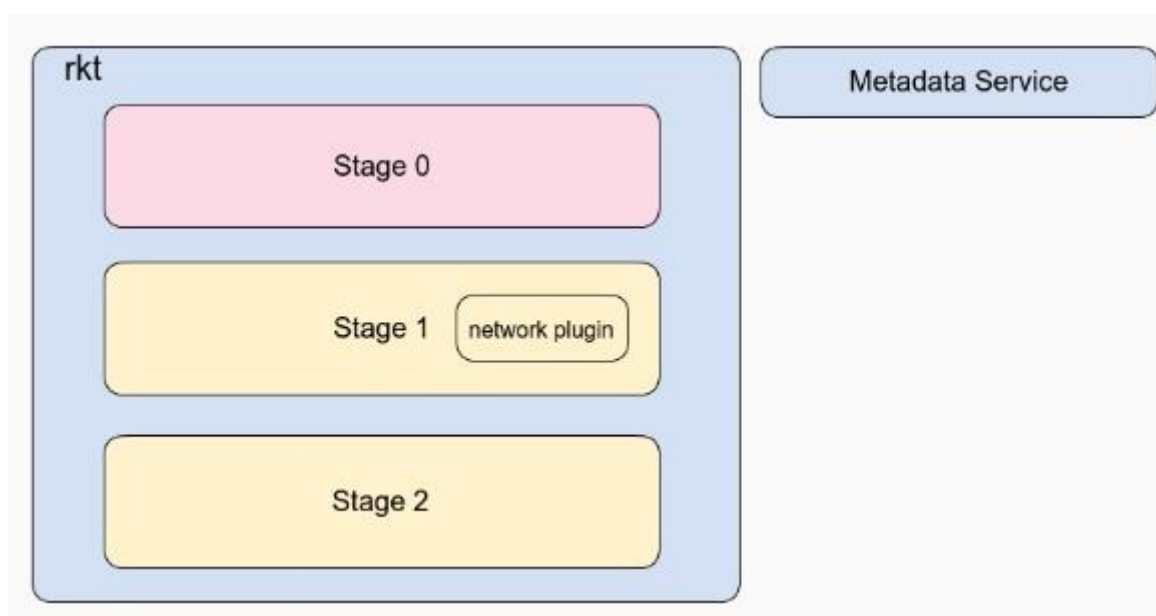 rkt
Metadata Service
Stage 0
Stage 1
network plugin
Stage 2